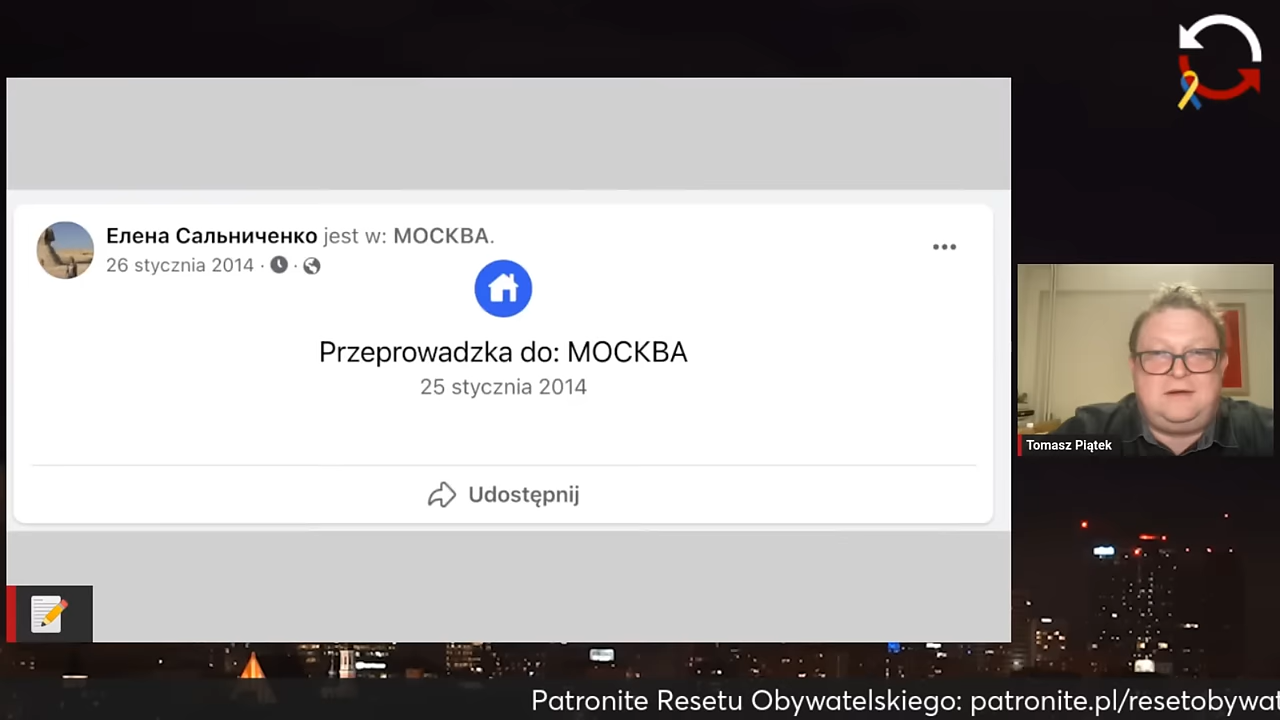 Елена Сальниченко jest w: МОСКВА.
26 stycznia 2014
Przeprowadzka do: МОСКВА
25 stycznia 2014
Udostępnij
Tomasz Piątek
Patronite Resetu Obywatelskiego: patronite.pl/resetobywat